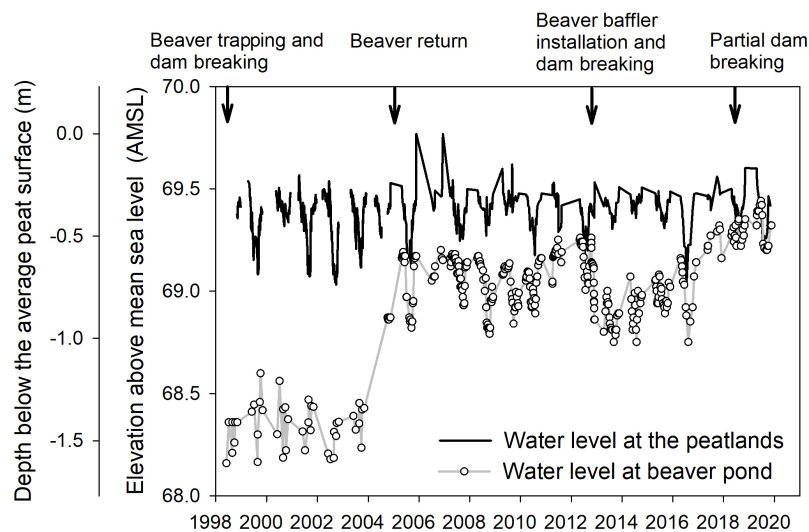 Beaver trapping and
dam breaking
Beaver return
Beaver baffler
installation and
dam breaking
Partial dam
breaking
Depth below the average peat surface (m)
0.0
-0.5
-1.0
-1.5
Elevation above mean sea level (AMSL)
70.0
69.5
69.0
68.5
68.0
Water level at the peatlands
Water level at beaver pond
1998 2000 2002 2004 2006 2008 2010 2012 2014 2016 2018 2020